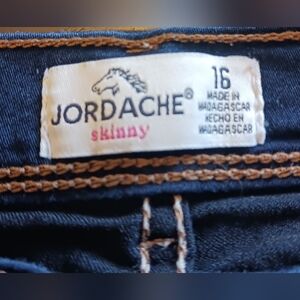 JORDACHE®
skinny
16
MADE IN
MADAGASCAR
HECHO EN
MADAGASCAR